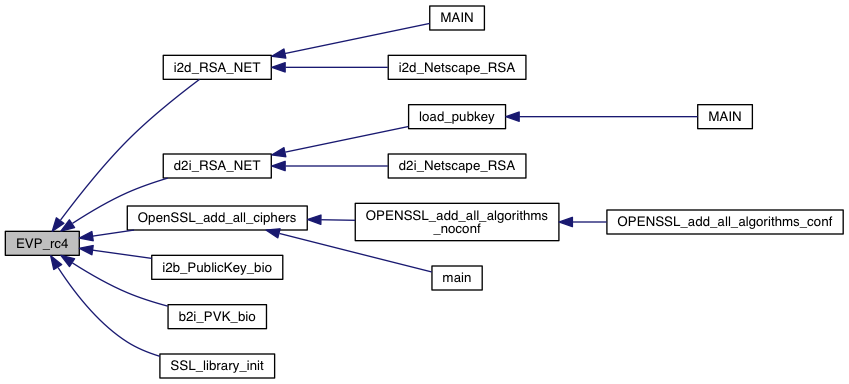 MAIN
i2d_RSA_NET
i2d_Netscape_RSA
load_pubkey
MAIN
d2i_RSA_NET
d2i_Netscape_RSA
OpenSSL_add_all_ciphers
OPENSSL_add_all_algorithms
_noconf
OPENSSL_add_all_algorithms_conf
EVP_rc4
i2b_PublicKey_bio
main
b2i_PVK_bio
SSL_library_init